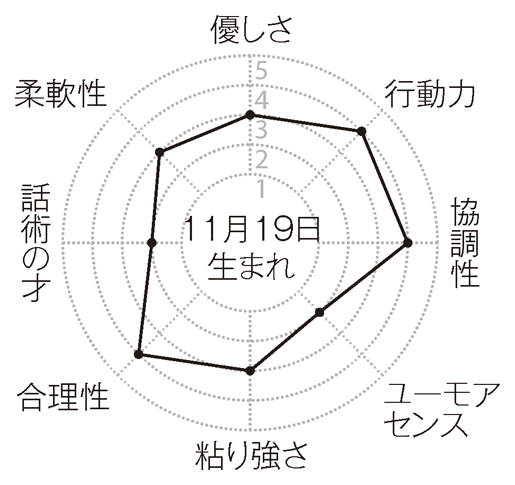 優しさ
行動力
協調性
ユーモア
センス
粘り強さ
合理性
話術の才
柔軟性
5
4
3
2
1
11月19日
生まれ